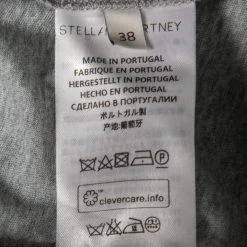 STELLA McCARTNEY
38
MADE IN PORTUGAL
FABRIQUE EN PORTUGAL
HERGESTELLT IN PORTUGAL
HECHO EN PORTUGAL
СДЕЛАНО В ПОРТУГАЛИИ
ポルトガル製
产地:葡萄牙
clevercare.info